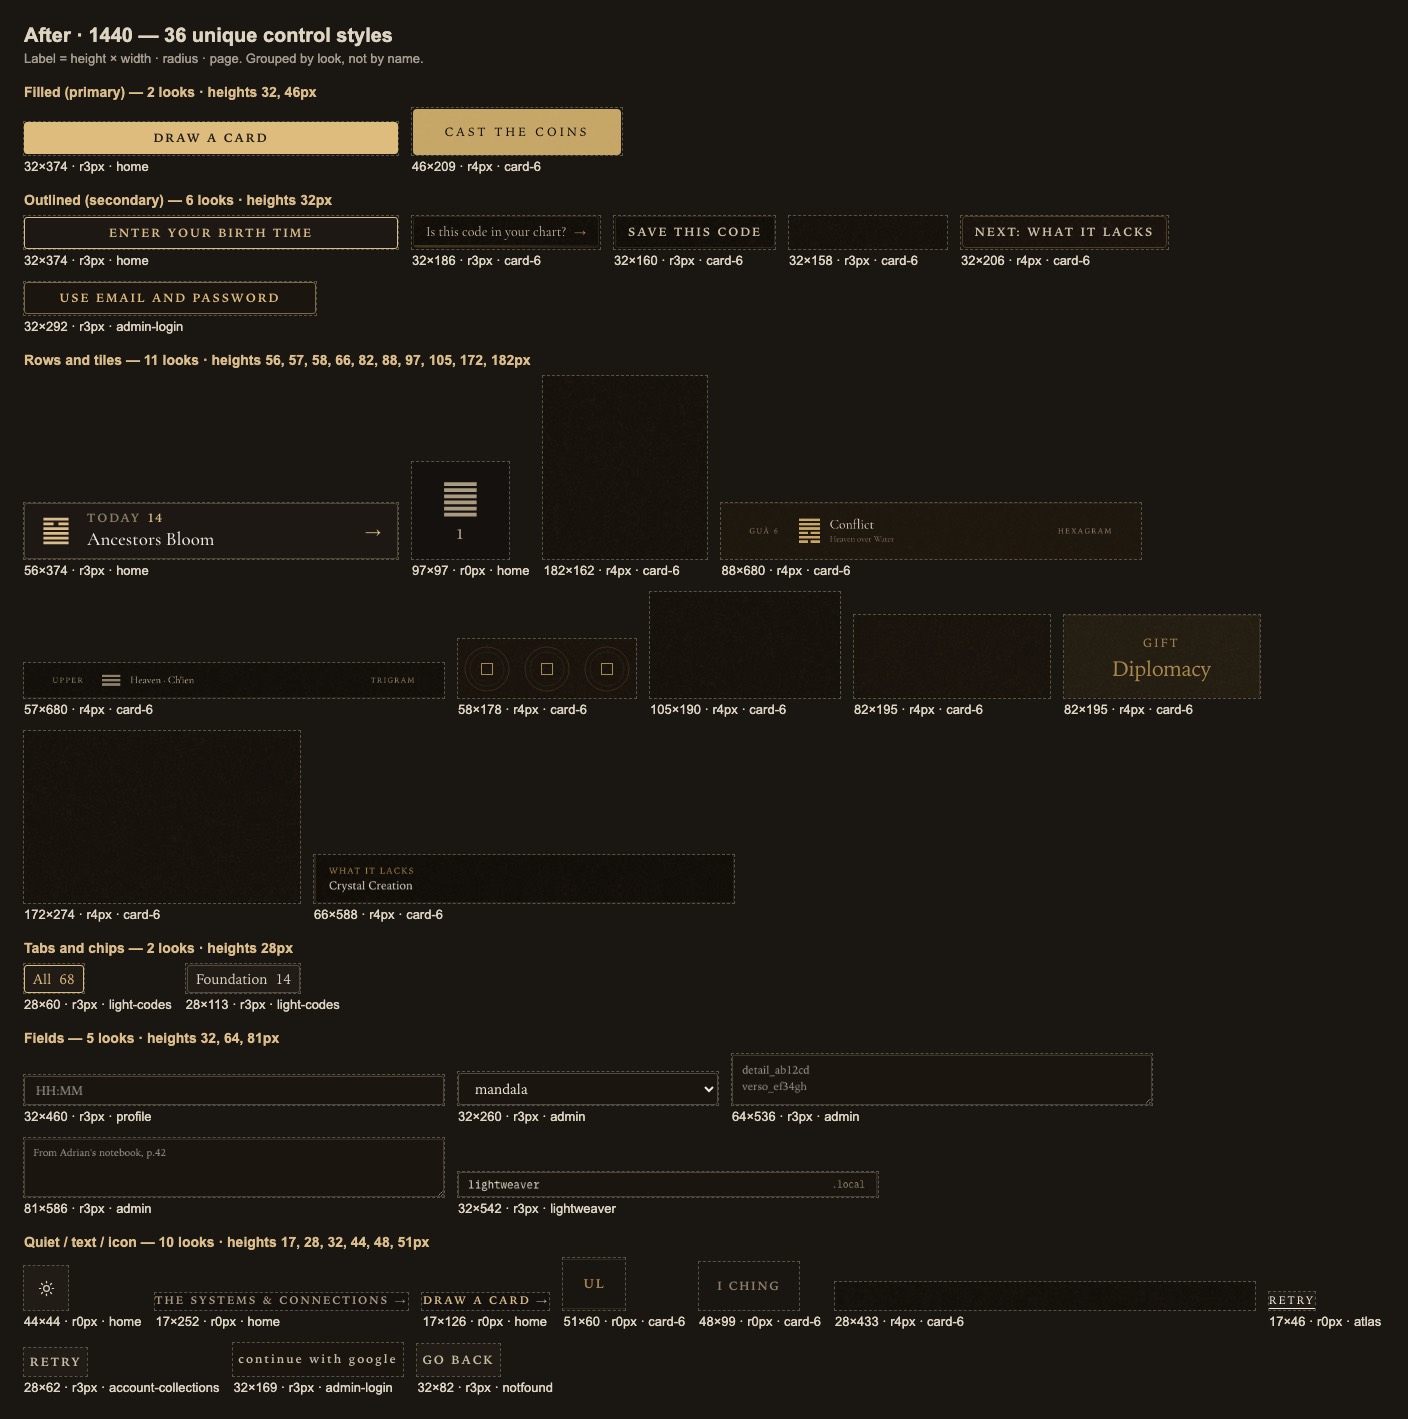 After · 1440 — 36 unique control styles
Label = height × width · radius · page. Grouped by look, not by name.
Filled (primary) — 2 looks · heights 32, 46px
DRAW A CARD
CAST THE COINS
32×374 · r3px · home
46×209 · r4px · card-6
Outlined (secondary) — 6 looks · heights 32px
ENTER YOUR BIRTH TIME
Is this code in your chart? →
SAVE THIS CODE
NEXT: WHAT IT LACKS
32×374 · r3px · home
32×186 · r3px · card-6
32×160 · r3px · card-6
32×158 · r3px · card-6
32×206 · r4px · card-6
USE EMAIL AND PASSWORD
32×292 · r3px · admin-login
Rows and tiles — 11 looks · heights 56, 57, 58, 66, 82, 88, 97, 105, 172, 182px
TODAY 14
Ancestors Bloom →
1
GUÀ 6
Conflict
Heaven over Water
HEXAGRAM
56×374 · r3px · home
97×97 · r0px · home
182×162 · r4px · card-6
88×680 · r4px · card-6
UPPER
Heaven · Ch'ien
TRIGRAM
GIFT
Diplomacy
57×680 · r4px · card-6
58×178 · r4px · card-6
105×190 · r4px · card-6
82×195 · r4px · card-6
82×195 · r4px · card-6
WHAT IT LACKS
Crystal Creation
172×274 · r4px · card-6
66×588 · r4px · card-6
Tabs and chips — 2 looks · heights 28px
All 68
Foundation 14
28×60 · r3px · light-codes
28×113 · r3px · light-codes
Fields — 5 looks · heights 32, 64, 81px
HH:MM
mandala
detail_ab12cd
verso_ef34gh
32×460 · r3px · profile
32×260 · r3px · admin
64×536 · r3px · admin
From Adrian's notebook, p.42
lightweaver
.local
81×586 · r3px · admin
32×542 · r3px · lightweaver
Quiet / text / icon — 10 looks · heights 17, 28, 32, 44, 48, 51px
THE SYSTEMS & CONNECTIONS →
DRAW A CARD →
UL
I CHING
RETRY
44×44 · r0px · home
17×252 · r0px · home
17×126 · r0px · home
51×60 · r0px · card-6
48×99 · r0px · card-6
28×433 · r4px · card-6
17×46 · r0px · atlas
RETRY
continue with google
GO BACK
28×62 · r3px · account-collections
32×169 · r3px · admin-login
32×82 · r3px · notfound